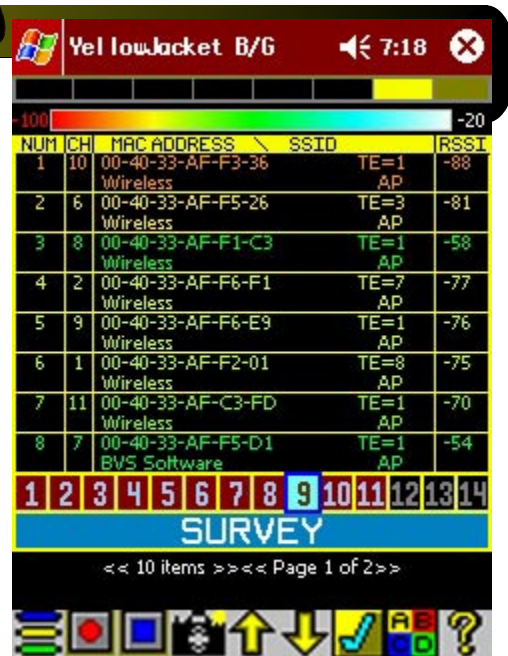 YellowJacket B/G 7:18
-100 -20
NUM CH MAC ADDRESS \ SSID RSSI
1 10 00-40-33-AF-F3-36 TE=1 -88
Wireless AP
2 6 00-40-33-AF-F5-26 TE=3 -81
Wireless AP
3 8 00-40-33-AF-F1-C3 TE=1 -58
Wireless AP
4 2 00-40-33-AF-F6-F1 TE=7 -77
Wireless AP
5 9 00-40-33-AF-F6-E9 TE=1 -76
Wireless AP
6 1 00-40-33-AF-F2-01 TE=8 -75
Wireless AP
7 11 00-40-33-AF-C3-FD TE=1 -70
Wireless AP
8 7 00-40-33-AF-F5-D1 TE=1 -54
BVS Software AP
1 2 3 4 5 6 7 8 9 10 11 12 13 14
SURVEY
<< 10 items >><< Page 1 of 2>>
A B C D ?